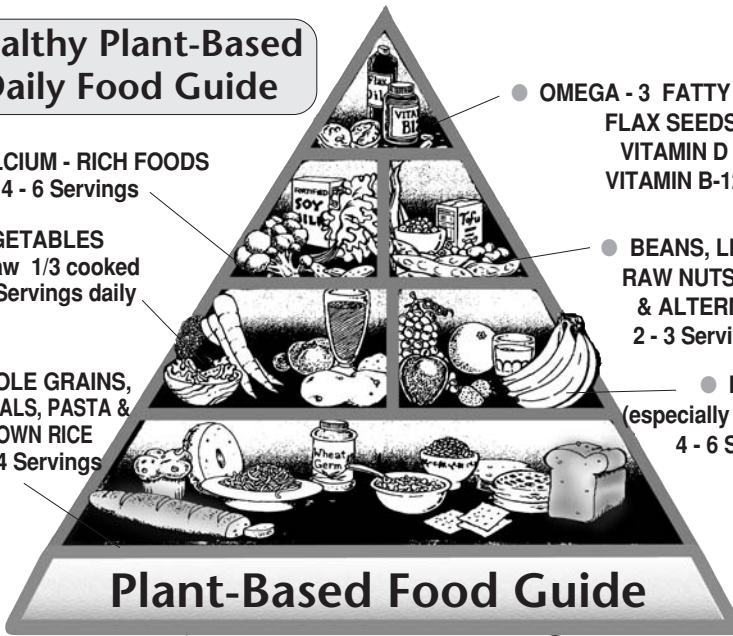 althy Plant-Based
Daily Food Guide
OMEGA - 3 FATTY
FLAX SEEDS
VITAMIN D
VITAMIN B-12
LCIUM - RICH FOODS
4 - 6 Servings
GETABLES
aw 1/3 cooked
Servings daily
BEANS, L
RAW NUTS
& ALTER
2 - 3 Servi
(especially
4 - 6 S
OLE GRAINS,
ALS, PASTA &
OWN RICE
4 Servings
Flax
Oil
VITA
B12
FORTIFIED
SOY
MILK
Tofu
Wheat
Germ
Plant-Based Food Guide